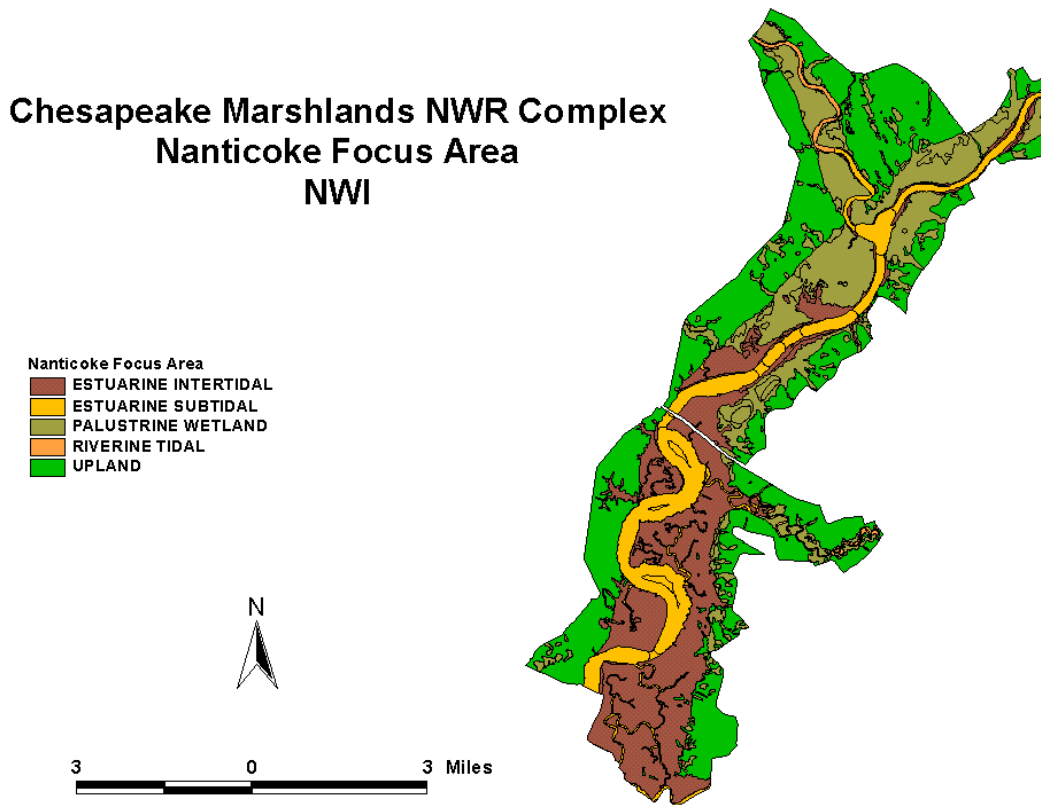 Chesapeake Marshlands NWR Complex
Nanticoke Focus Area
NWI
Nanticoke Focus Area
ESTUARINE INTERTIDAL
ESTUARINE SUBTIDAL
PALUSTRINE WETLAND
RIVERINE TIDAL
UPLAND
N
3 0 3 Miles